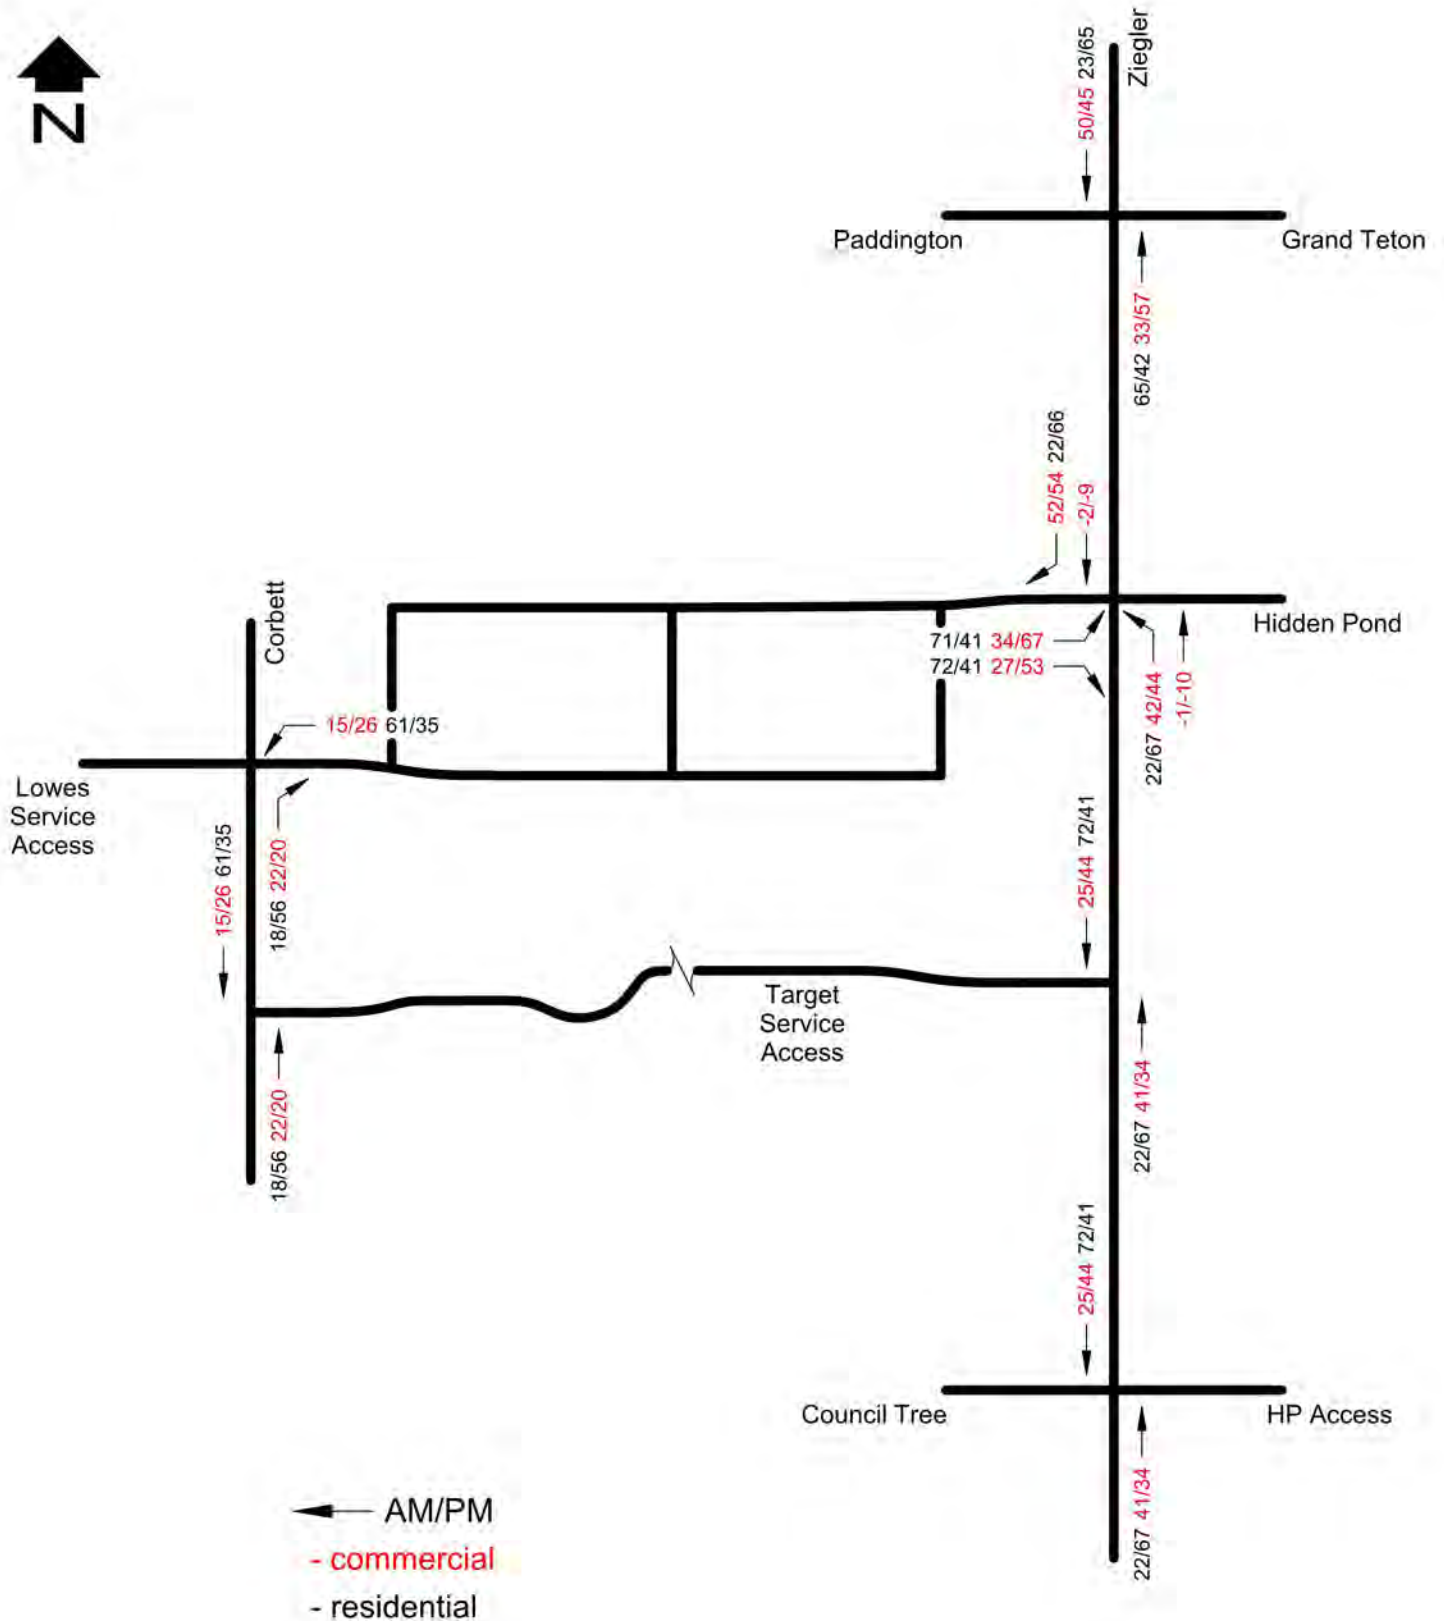 N
Ziegler
50/45 23/65
Paddington
Grand Teton
65/42 33/57
52/54 22/66
-2/-9
Corbett
Hidden Pond
71/41 34/67
72/41 27/53
22/67 42/44
-1/-10
15/26 61/35
Lowes
Service
Access
15/26 61/35
18/56 22/20
25/44 72/41
Target
Service
Access
18/56 22/20
22/67 41/34
25/44 72/41
Council Tree
HP Access
22/67 41/34
AM/PM
- commercial
- residential